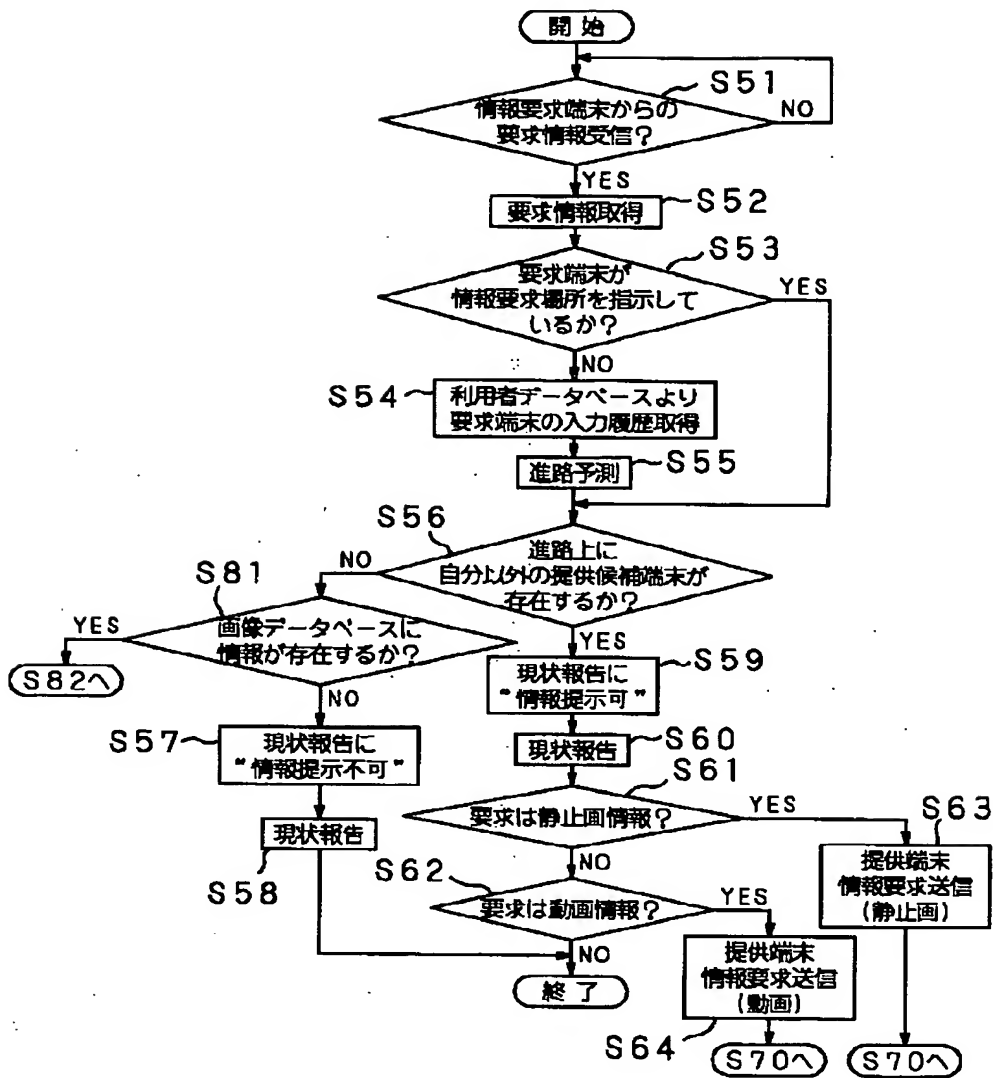 開始
S51
情報要求端末からの
要求情報受信?
NO
YES
要求情報取得
S52
S53
要求端末が
情報要求場所を指示して
いるか?
YES
NO
S54
利用者データベースより
要求端末の入力履歴取得
進路予測
S55
S56
進路上に
自分以外の提供候補端末が
存在するか?
NO
YES
S81
画像データベースに
情報が存在するか?
YES
S82へ
NO
S57
現状報告に
“情報提示不可”
現状報告
S58
現状報告に
“情報提示可”
S59
現状報告
S60
S61
要求は静止画情報?
YES
NO
S63
提供端末
情報要求送信
(静止画)
S70へ
S62
要求は動画情報?
YES
NO
提供端末
情報要求送信
(動画)
S64
S70へ
終了